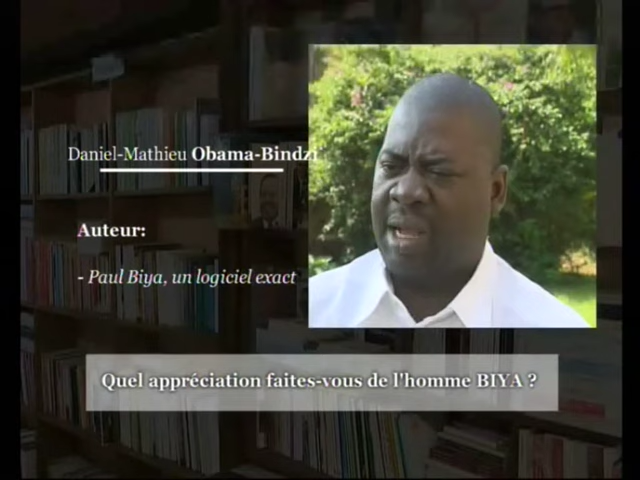 Daniel-Mathieu Obama-Bindzi
Auteur:
- Paul Biya, un logiciel exact
Quel appréciation faites-vous de l'homme BIYA ?